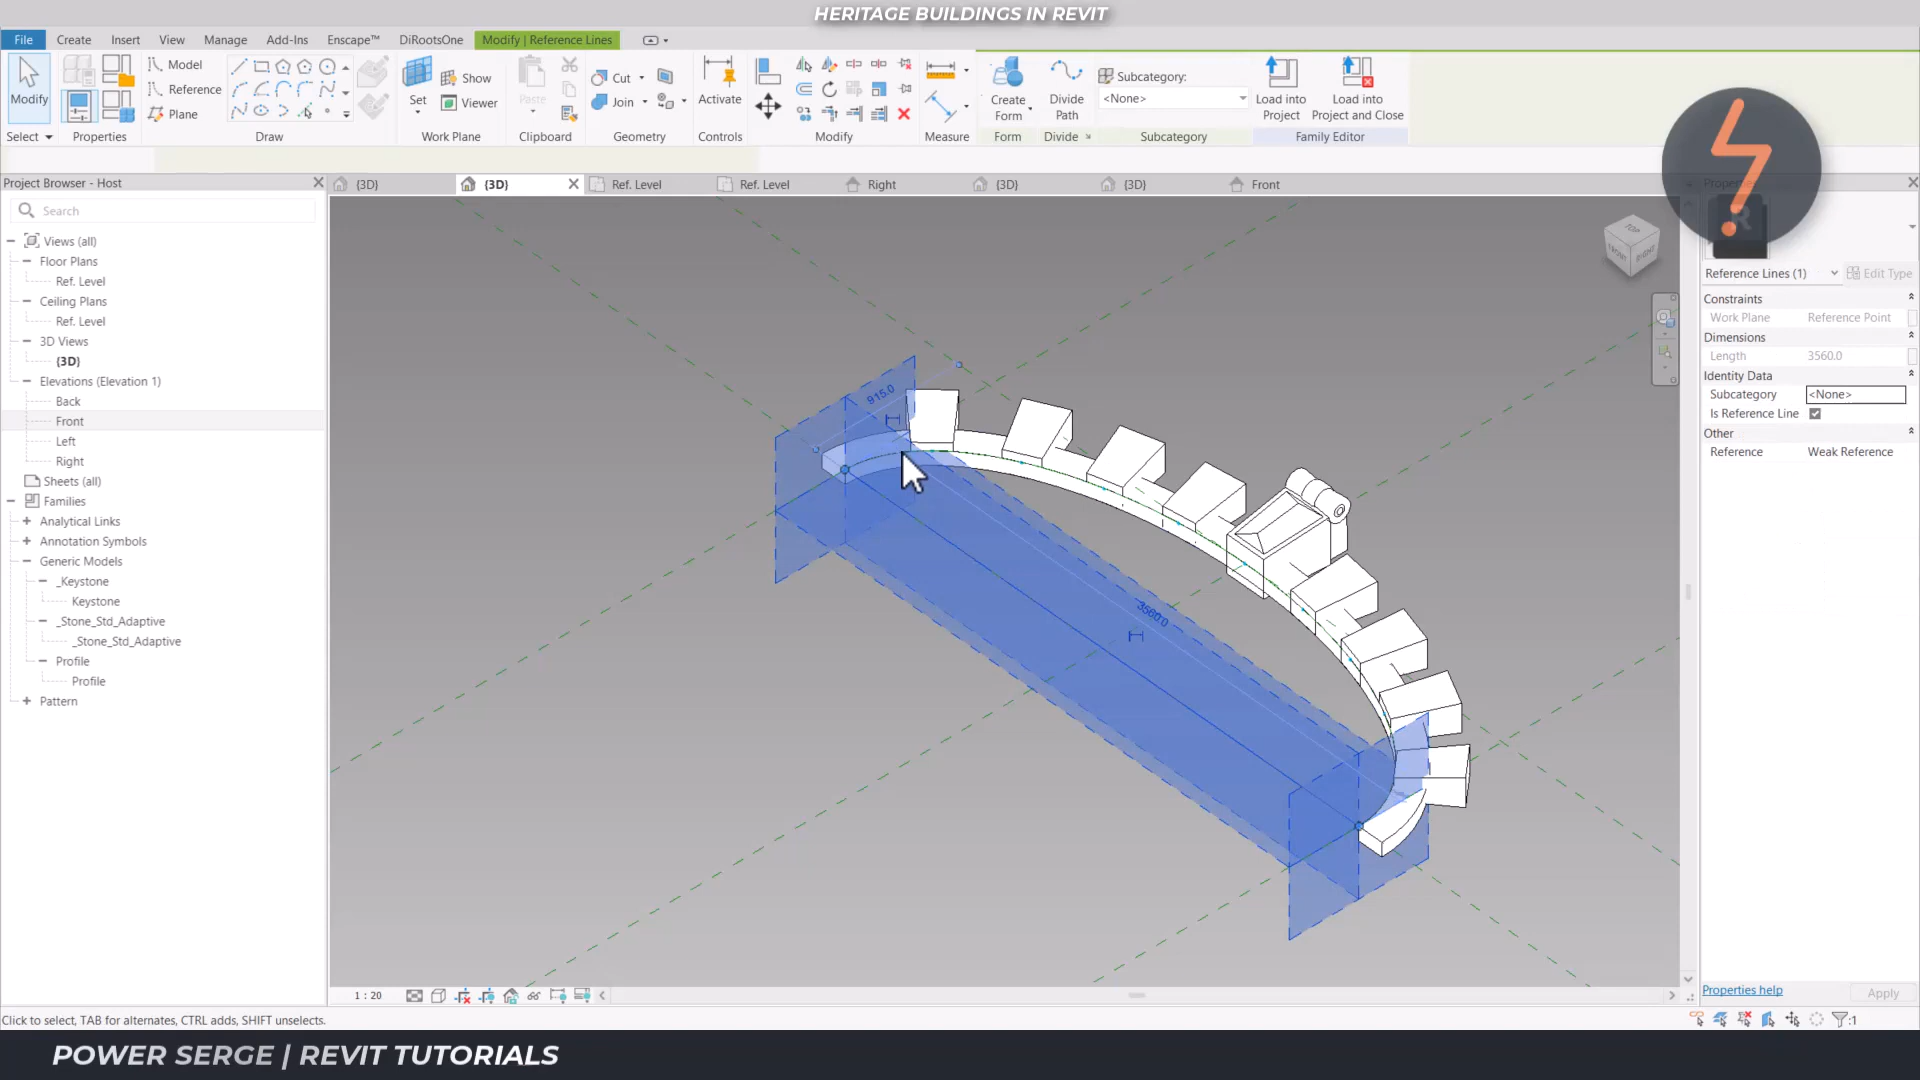 HERITAGE BUILDINGS IN REVIT
File Create Insert View Manage Add-Ins Enscape™ DiRootsOne Modify | Reference Lines
Modify
Model
Reference
Plane
Set
Show
Viewer
Paste
Cut
Join
Activate
Create
Form
Divide
Path
Subcategory:
<None>
Load into
Project
Load into
Project and Close
Select Properties Draw Work Plane Clipboard Geometry Controls Modify Measure Form Divide Subcategory Family Editor
Project Browser - Host
{3D} {3D} Ref. Level Ref. Level Right {3D} {3D} Front
Search
Views (all)
Floor Plans
Ref. Level
Ceiling Plans
Ref. Level
3D Views
{3D}
Elevations (Elevation 1)
Back
Front
Left
Right
Sheets (all)
Families
Analytical Links
Annotation Symbols
Generic Models
_Keystone
Keystone
_Stone_Std_Adaptive
_Stone_Std_Adaptive
Profile
Profile
Pattern
915.0
3560.0
TOP
FRONT
RIGHT
Reference Lines (1) Edit Type
Constraints
Work Plane Reference Point
Dimensions
Length 3560.0
Identity Data
Subcategory <None>
Is Reference Line
Other
Reference Weak Reference
Properties help Apply
1 : 20
Click to select, TAB for alternates, CTRL adds, SHIFT unselects.
:1
POWER SERGE | REVIT TUTORIALS